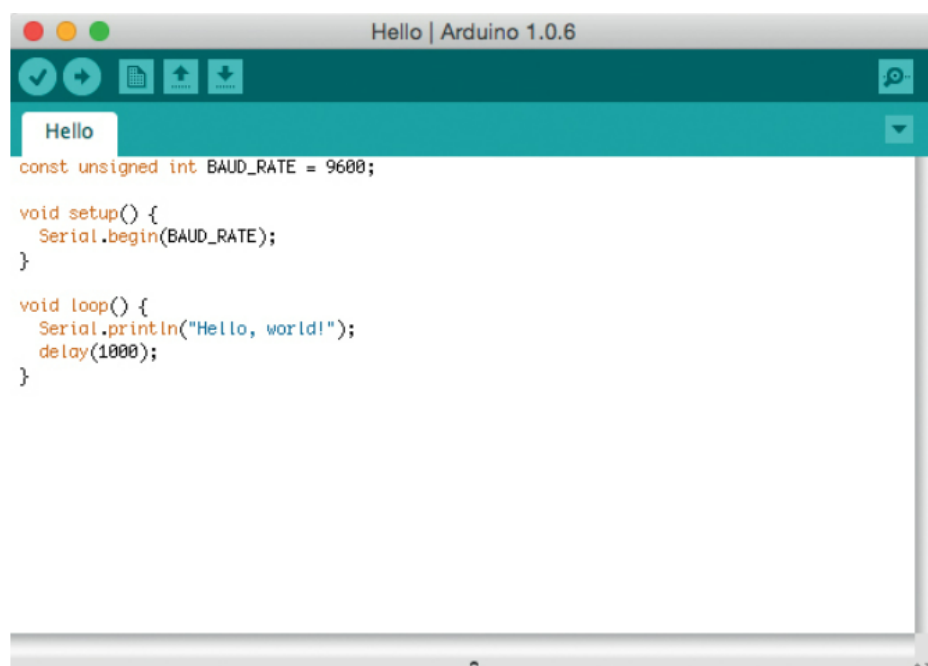 Hello | Arduino 1.0.6
Hello
const unsigned int BAUD_RATE = 9600;
void setup() {
  Serial.begin(BAUD_RATE);
}
void loop() {
  Serial.println("Hello, world!");
  delay(1000);
}